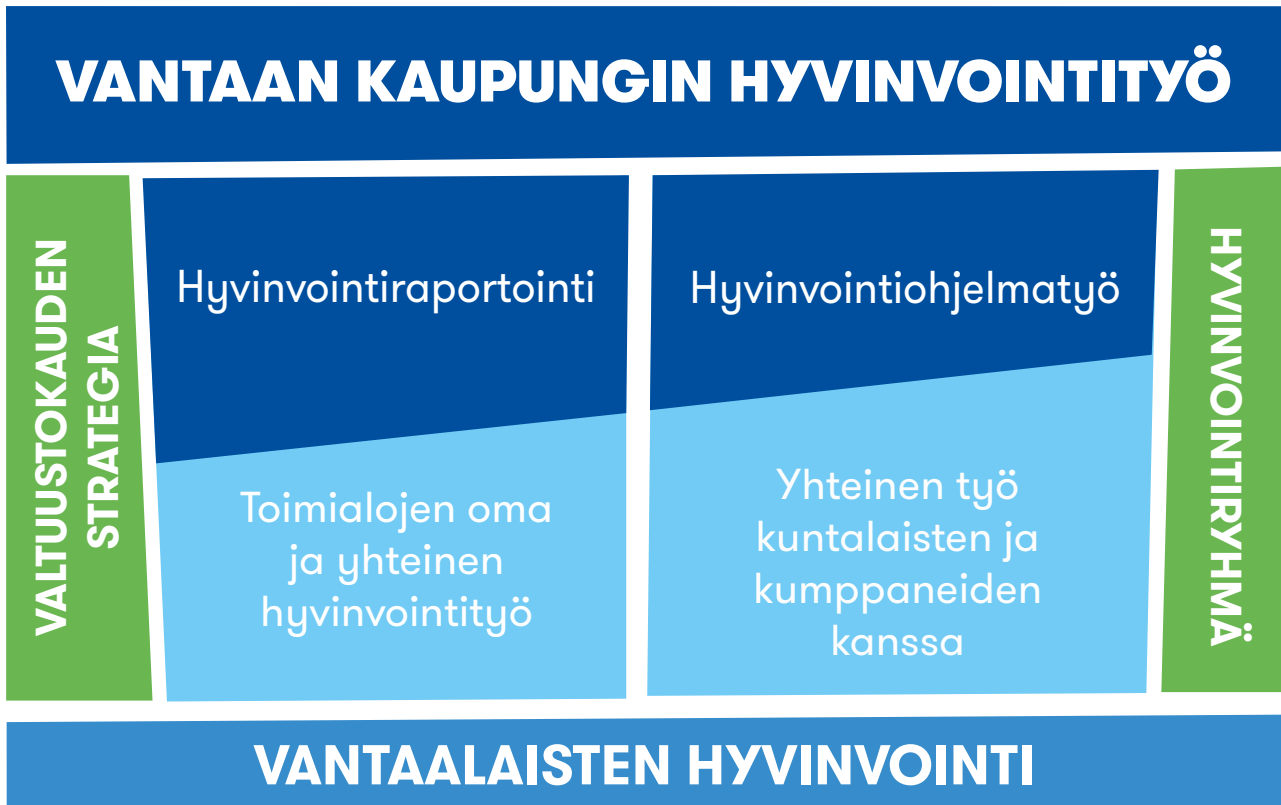 VANTAAN KAUPUNGIN HYVINVOINTITYÖ
VALTUUSTOKAUDEN
STRATEGIA
Hyvinvointiraportointi
Toimialojen oma
ja yhteinen
hyvinvointityö
Hyvinvointiohjelmatyö
Yhteinen työ
kuntalaisten ja
kumppaneiden
kanssa
HYVINVOINTIRYHMÄ
VANTAALAISTEN HYVINVOINTI